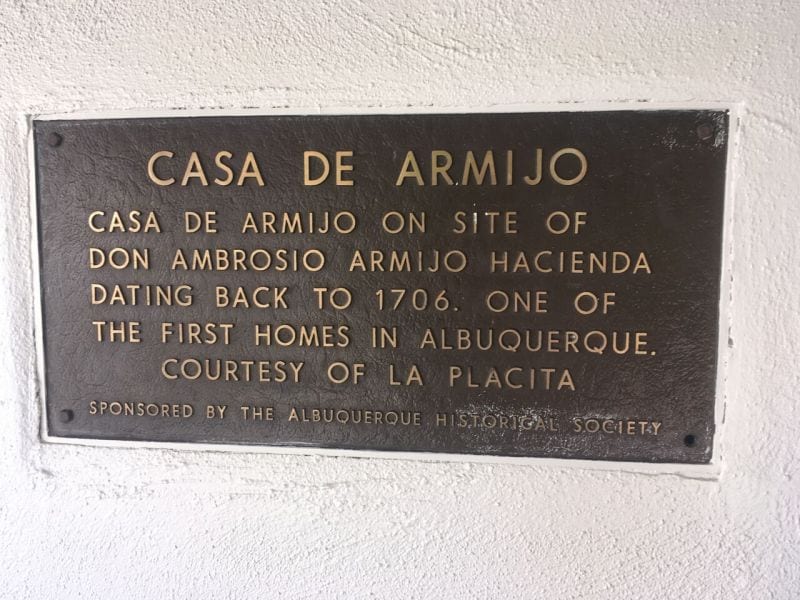 CASA DE ARMIJO
CASA DE ARMIJO ON SITE OF
DON AMBROSIO ARMIJO HACIENDA
DATING BACK TO 1706. ONE OF
THE FIRST HOMES IN ALBUQUERQUE.
COURTESY OF LA PLACITA
SPONSORED BY THE ALBUQUERQUE HISTORICAL SOCIETY